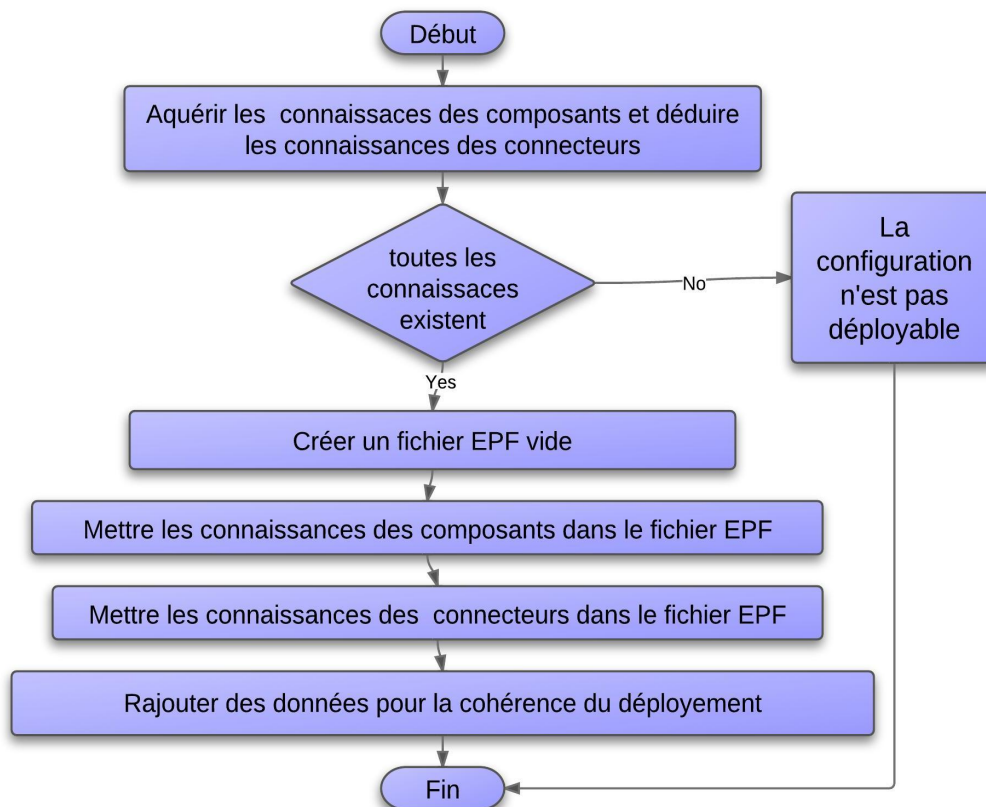 Début
Aquérir les connaissaces des composants et déduire
les connaissances des connecteurs
toutes les
connaissaces
existent
No
La
configuration
n'est pas
déployable
Yes
Créer un fichier EPF vide
Mettre les connaissances des composants dans le fichier EPF
Mettre les connaissances des connecteurs dans le fichier EPF
Rajouter des données pour la cohérence du déployement
Fin